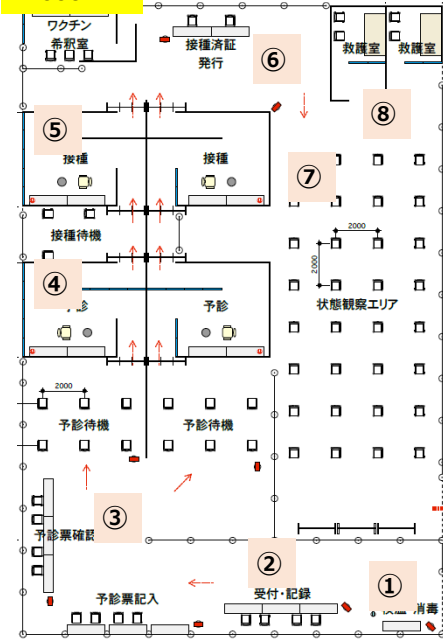 ワクチン
希釈室
接種済証
発行
⑥
救護室
救護室
⑧
⑤
接種
接種
⑦
接種待機
2000
2000
④
予診
状態観察エリア
2000
予診待機
予診待機
③
予診票確認
②
受付・記録
①
消毒
予診票記入